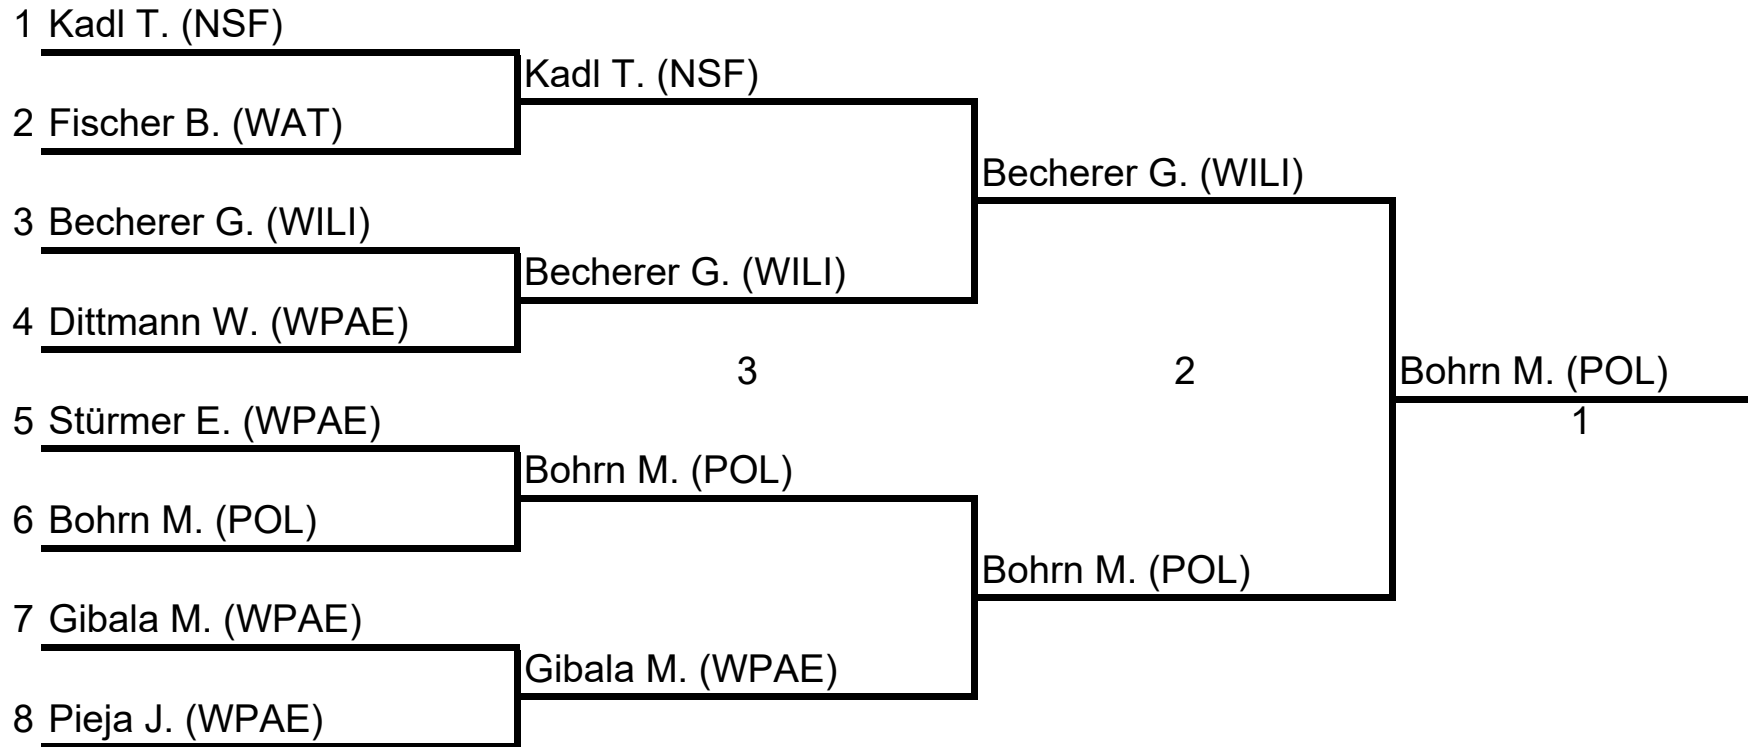 1 Kadl T. (NSF)
Kadl T. (NSF)
2 Fischer B. (WAT)
Becherer G. (WILI)
3 Becherer G. (WILI)
Becherer G. (WILI)
4 Dittmann W. (WPAE)
3
2
Bohrn M. (POL)
1
5 Stürmer E. (WPAE)
Bohrn M. (POL)
6 Bohrn M. (POL)
Bohrn M. (POL)
7 Gibala M. (WPAE)
Gibala M. (WPAE)
8 Pieja J. (WPAE)